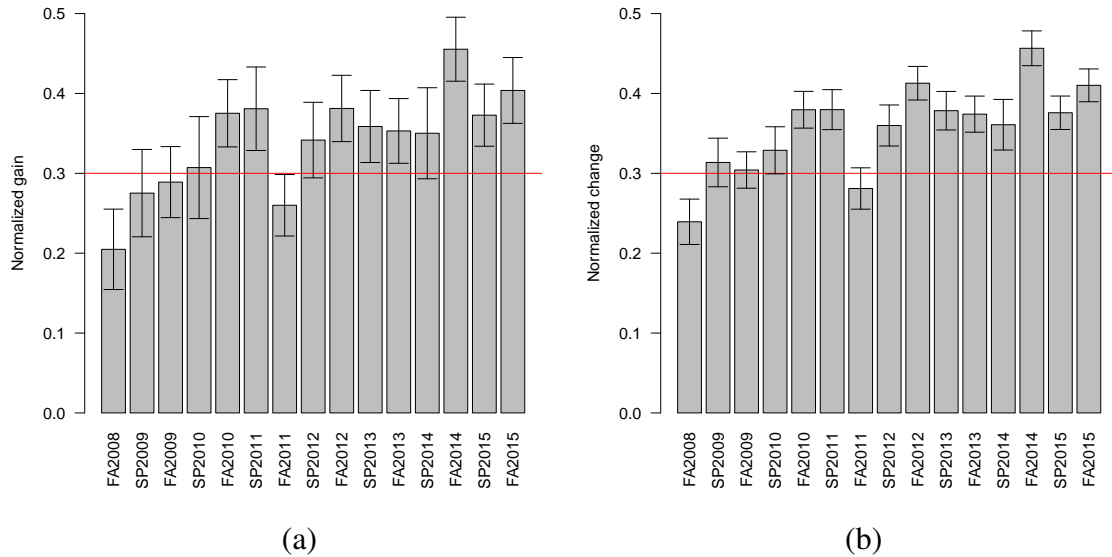 Normalized gain
0.5
0.4
0.3
0.2
0.1
0.0
FA2008
SP2009
FA2009
SP2010
FA2010
SP2011
FA2011
SP2012
FA2012
SP2013
FA2013
SP2014
FA2014
SP2015
FA2015
(a)
Normalized change
0.5
0.4
0.3
0.2
0.1
0.0
FA2008
SP2009
FA2009
SP2010
FA2010
SP2011
FA2011
SP2012
FA2012
SP2013
FA2013
SP2014
FA2014
SP2015
FA2015
(b)